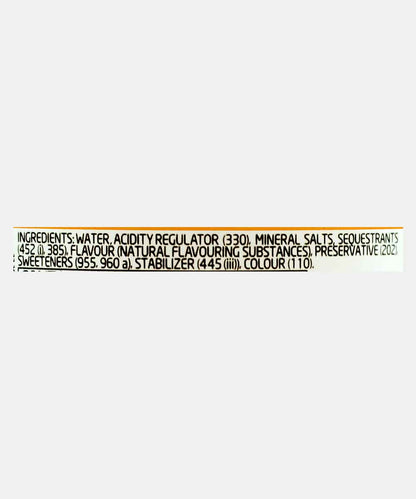 INGREDIENTS: WATER, ACIDITY REGULATOR (330), MINERAL SALTS, SEQUESTRANTS
(452 (i), 385), FLAVOUR (NATURAL FLAVOURING SUBSTANCES), PRESERVATIVE (202)
SWEETENERS (955, 960 a), STABILIZER (445 (iii)), COLOUR (110).